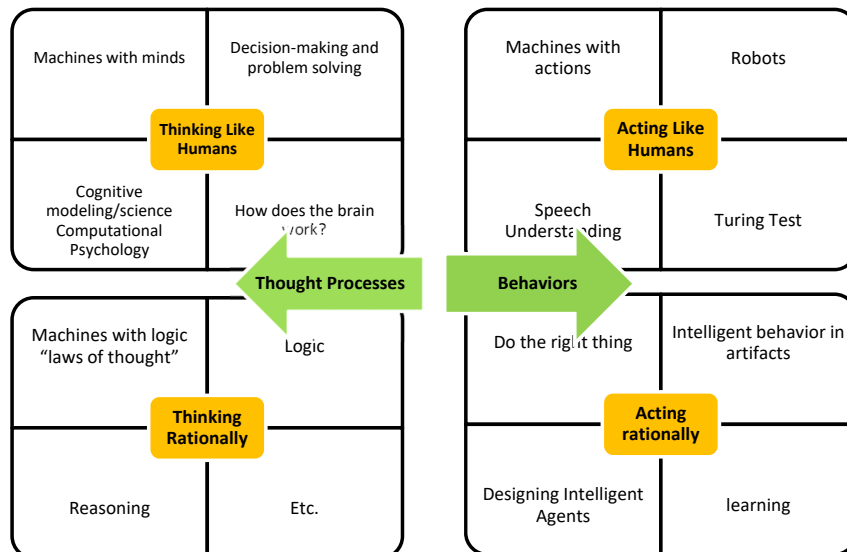 Machines with minds
Decision-making and
problem solving
Thinking Like
Humans
Cognitive
modeling/science
Computational
Psychology
How does the brain
work?
Machines with
actions
Robots
Acting Like
Humans
Speech
Understanding
Turing Test
Thought Processes
Behaviors
Machines with logic
“laws of thought”
Logic
Thinking
Rationally
Reasoning
Etc.
Do the right thing
Intelligent behavior in
artifacts
Acting
rationally
Designing Intelligent
Agents
learning